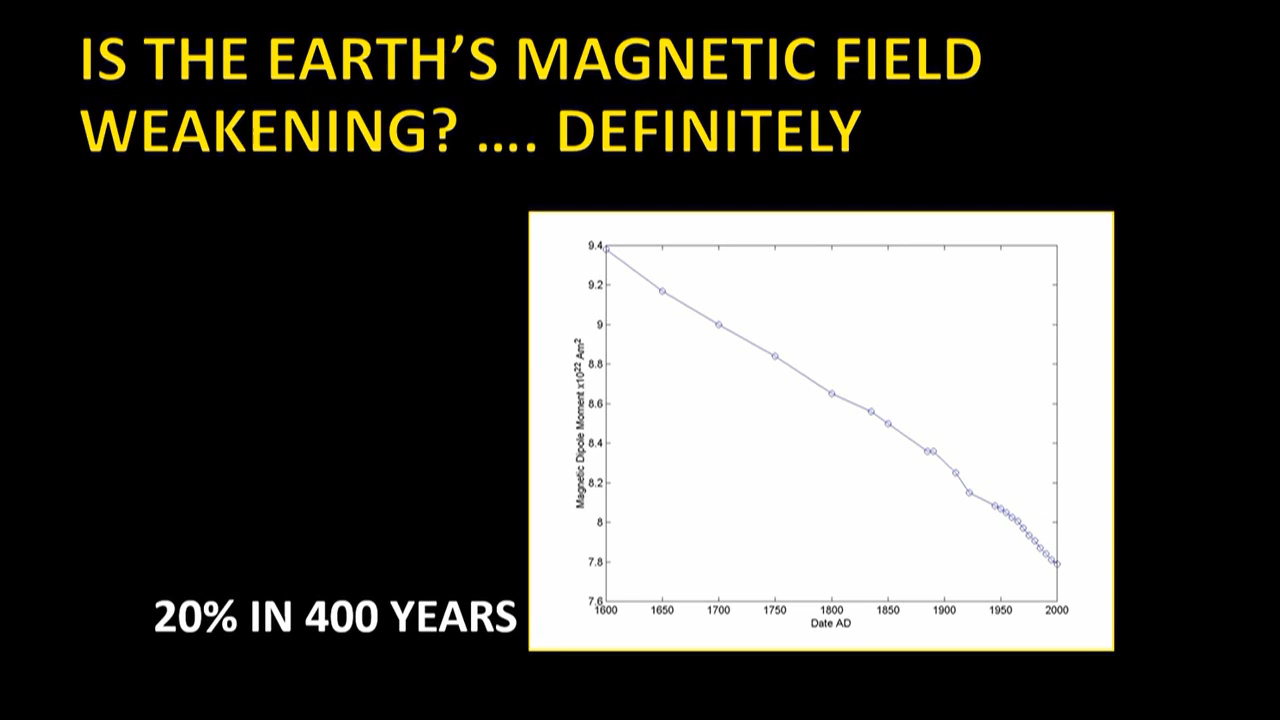 IS THE EARTH’S MAGNETIC FIELD
WEAKENING? .... DEFINITELY
9.4
9.2
9
8.8
8.6
8.4
8.2
8
7.8
7.6
Magnetic Dipole Moment x10²² Am²
1600 1650 1700 1750 1800 1850 1900 1950 2000
Date AD
20% IN 400 YEARS